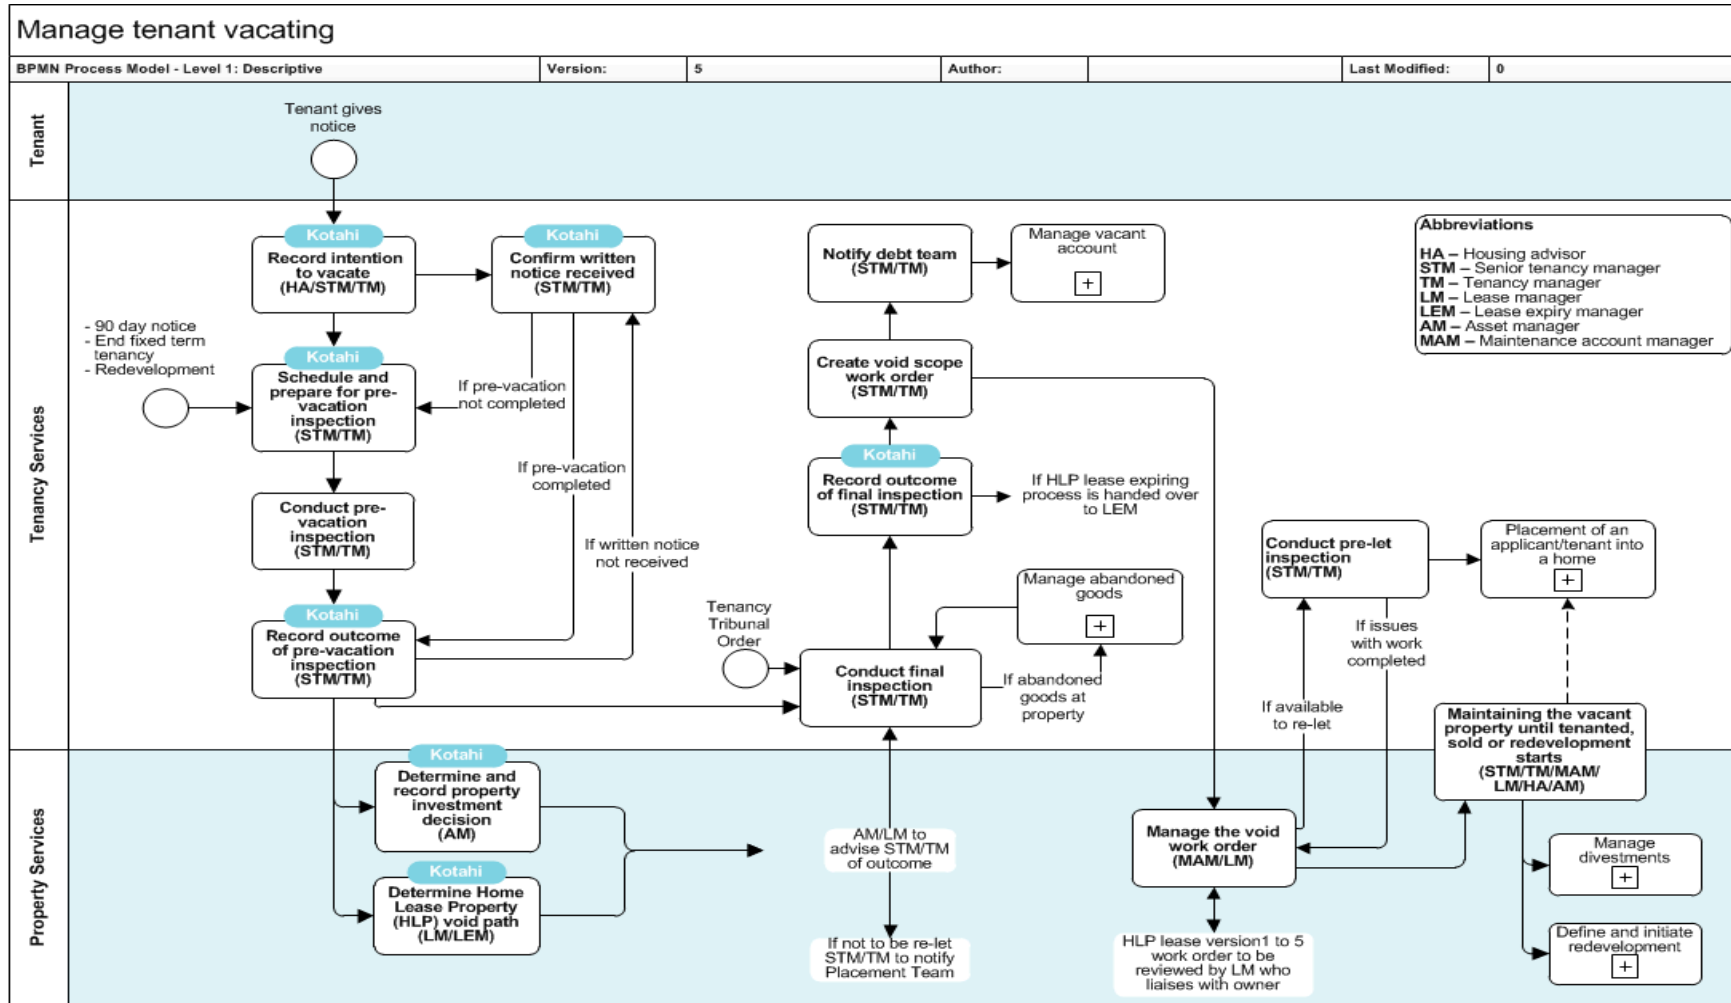 Manage tenant vacating
BPMN Process Model - Level 1: Descriptive
Version:
5
Author:
Last Modified:
0
Tenant
Tenant gives
notice
Tenancy Services
Kotahi
Record intention
to vacate
(HA/STM/TM)
Kotahi
Confirm written
notice received
(STM/TM)
- 90 day notice
- End fixed term
tenancy
- Redevelopment
Kotahi
Schedule and
prepare for pre-
vacation
inspection
(STM/TM)
If pre-vacation
not completed
If pre-vacation
completed
Conduct pre-
vacation
inspection
(STM/TM)
If written notice
not received
Kotahi
Record outcome
of pre-vacation
inspection
(STM/TM)
Notify debt team
(STM/TM)
Manage vacant
account
Create void scope
work order
(STM/TM)
Kotahi
Record outcome
of final inspection
(STM/TM)
If HLP lease expiring
process is handed over
to LEM
Manage abandoned
goods
Tenancy
Tribunal
Order
Conduct final
inspection
(STM/TM)
If abandoned
goods at
property
Abbreviations
HA – Housing advisor
STM – Senior tenancy manager
TM – Tenancy manager
LM – Lease manager
LEM – Lease expiry manager
AM – Asset manager
MAM – Maintenance account manager
Conduct pre-let
inspection
(STM/TM)
Placement of an
applicant/tenant into
a home
If issues
with work
completed
If available
to re-let
Maintaining the vacant
property until tenanted,
sold or redevelopment
starts
(STM/TM/MAM/
LM/HA/AM)
Property Services
Kotahi
Determine and
record property
investment
decision
(AM)
Kotahi
Determine Home
Lease Property
(HLP) void path
(LM/LEM)
AM/LM to
advise STM/TM
of outcome
If not to be re-let
STM/TM to notify
Placement Team
Manage the void
work order
(MAM/LM)
HLP lease version1 to 5
work order to be
reviewed by LM who
liaises with owner
Manage
divestments
Define and initiate
redevelopment